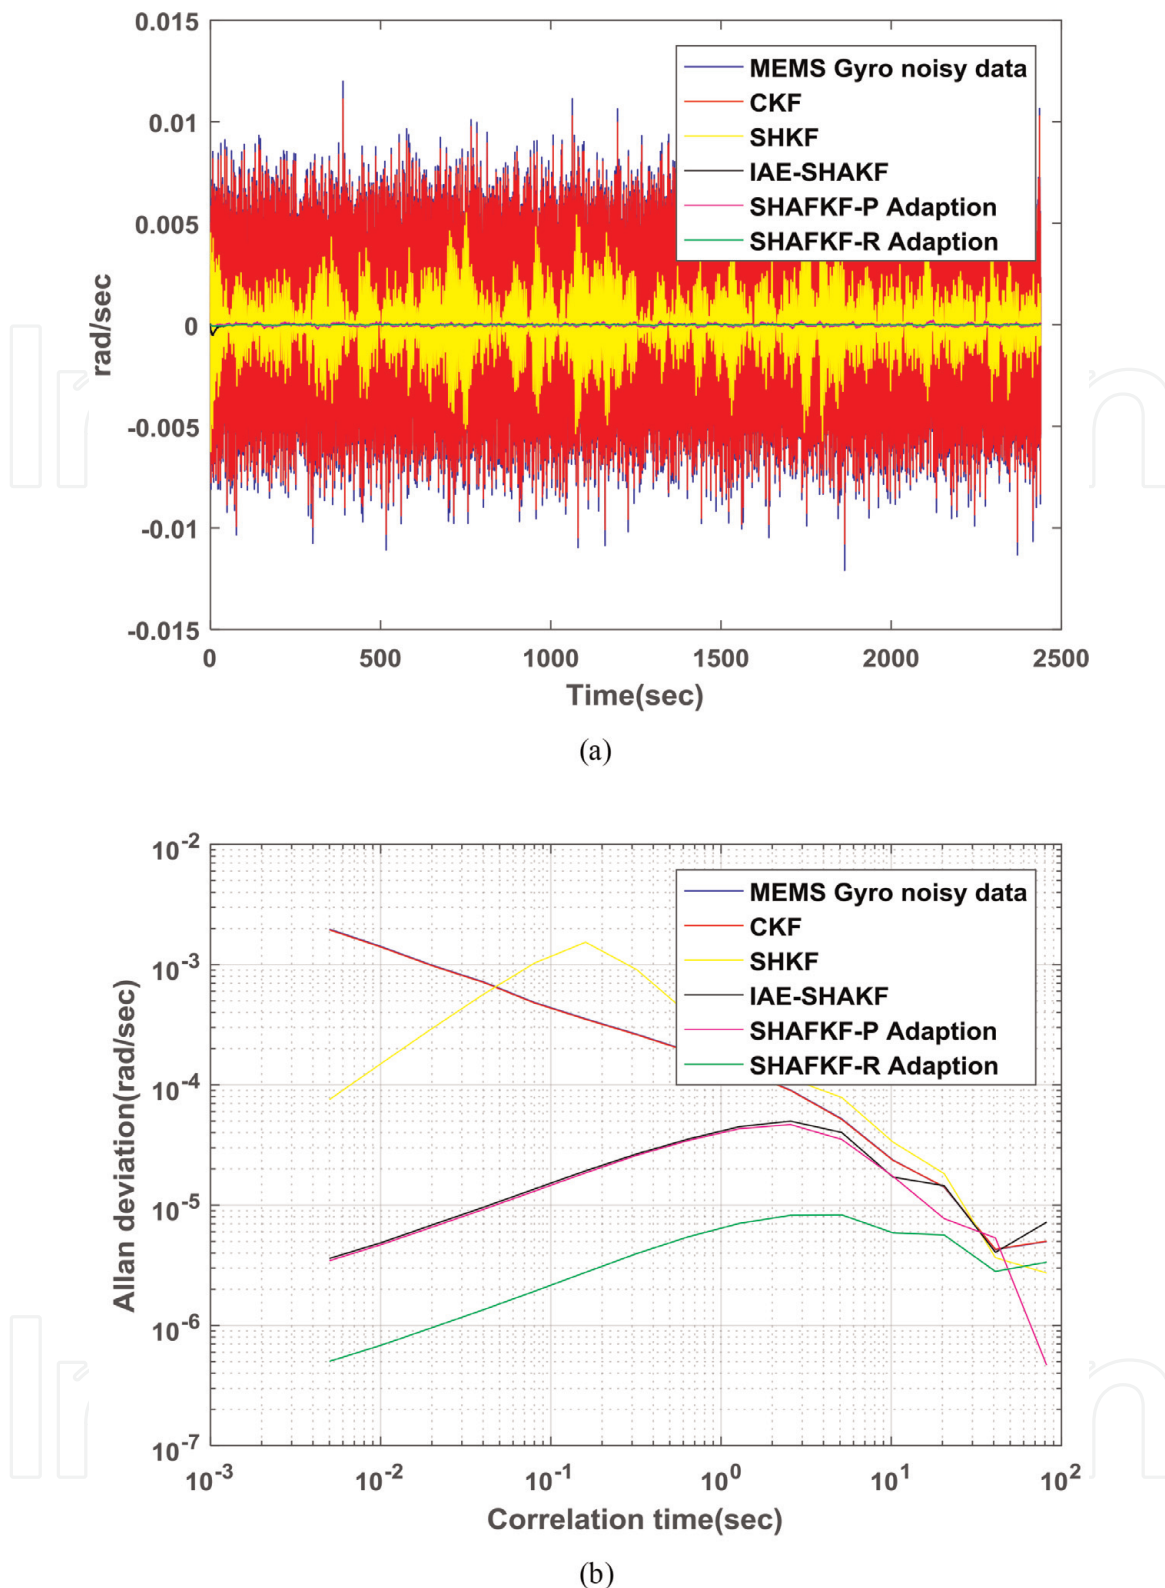 0.015
0.01
0.005
0
-0.005
-0.01
-0.015
rad/sec
MEMS Gyro noisy data
CKF
SHKF
IAE-SHAKF
SHAFKF-P Adaption
SHAFKF-R Adaption
0 500 1000 1500 2000 2500
Time(sec)
(a)
10^-2
10^-3
10^-4
10^-5
10^-6
10^-7
Allan deviation(rad/sec)
MEMS Gyro noisy data
CKF
SHKF
IAE-SHAKF
SHAFKF-P Adaption
SHAFKF-R Adaption
10^-3 10^-2 10^-1 10^0 10^1 10^2
Correlation time(sec)
(b)